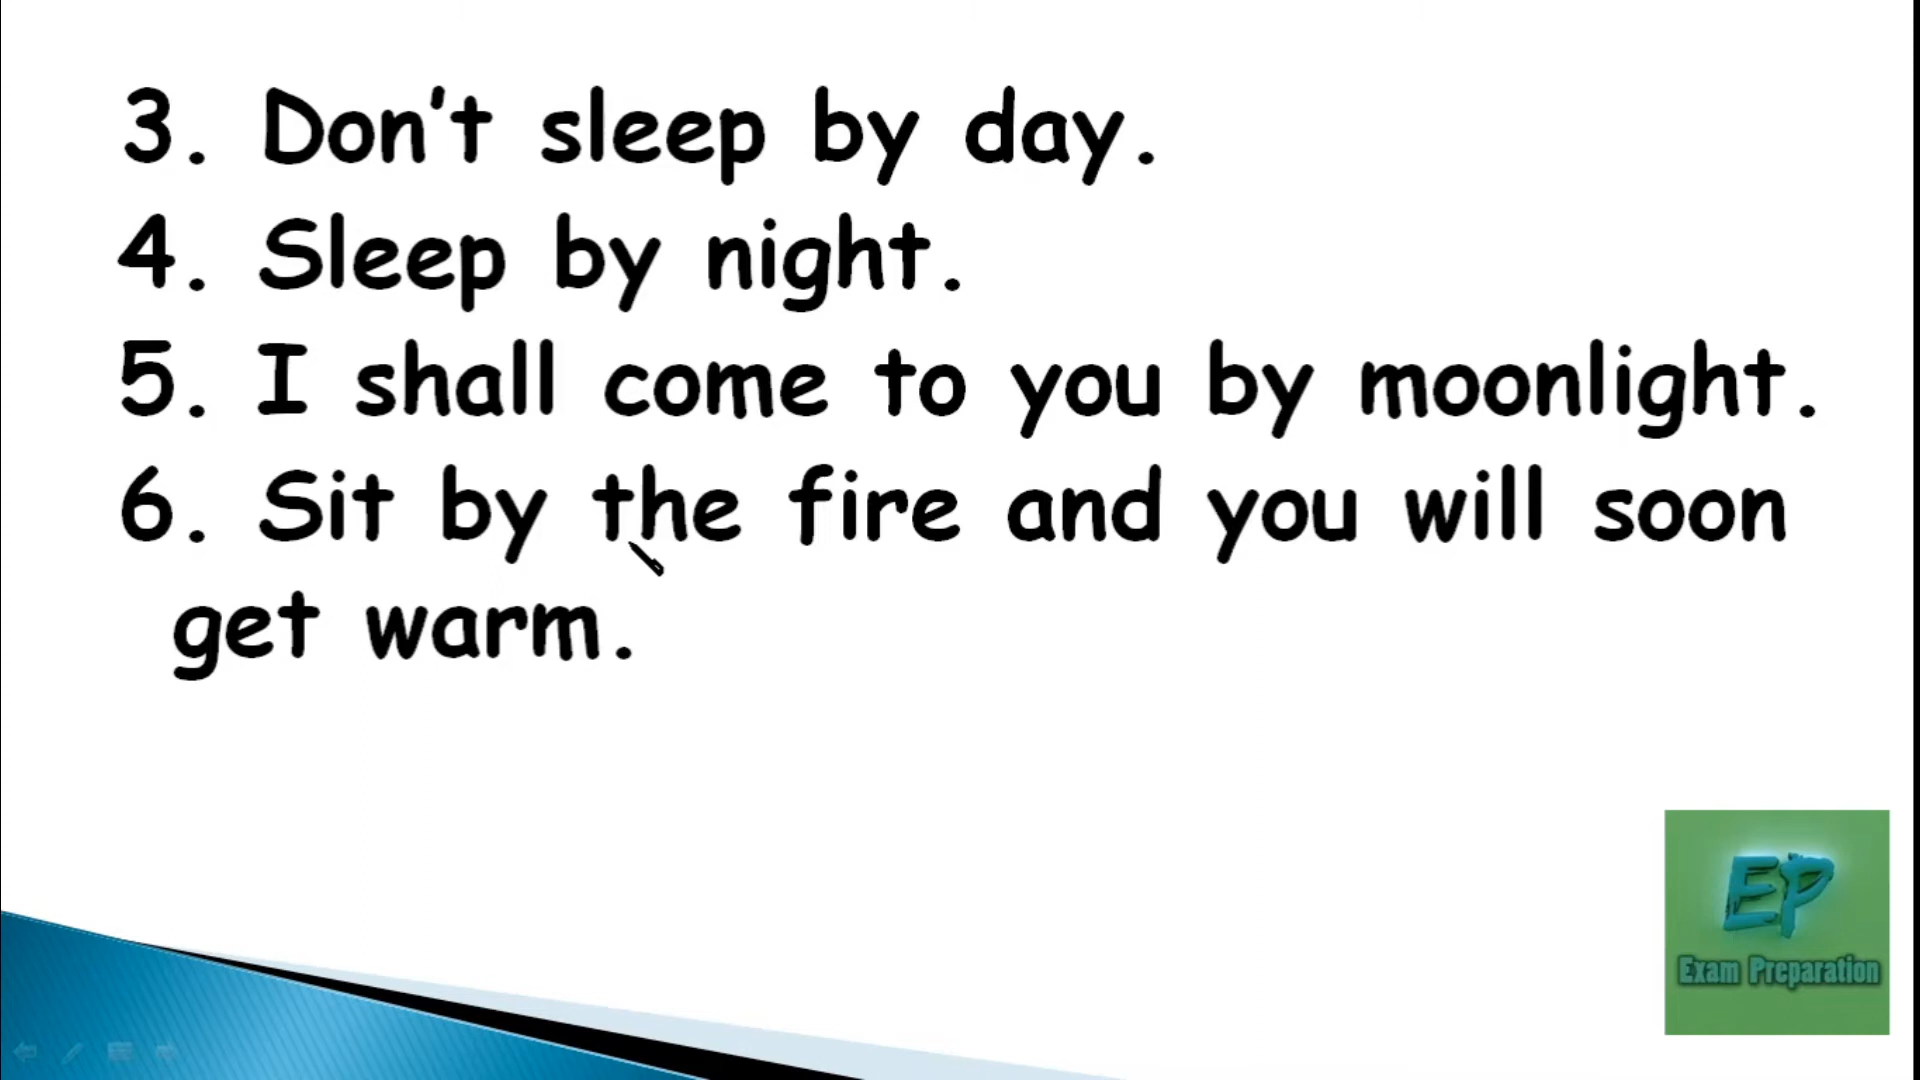 3. Don't sleep by day.
4. Sleep by night.
5. I shall come to you by moonlight.
6. Sit by the fire and you will soon
get warm.
EP
Exam Preparation